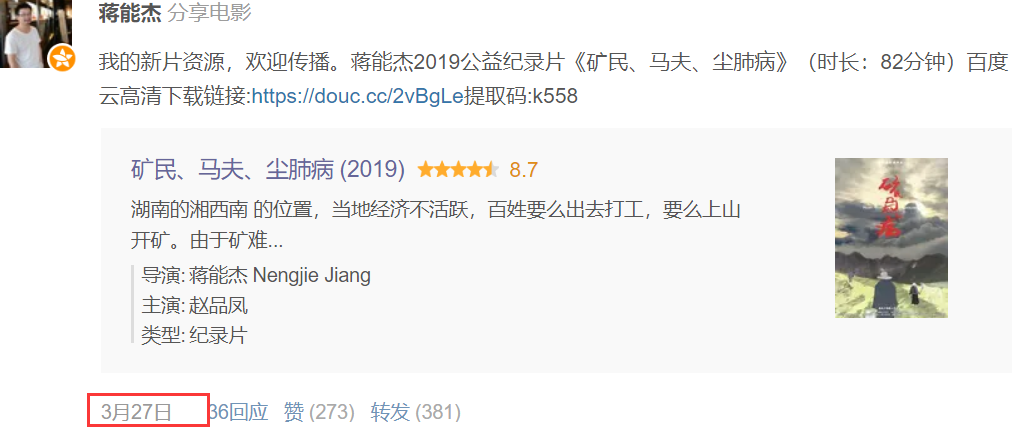 蒋能杰 分享电影
我的新片资源，欢迎传播。蒋能杰2019公益纪录片《矿民、马夫、尘肺病》（时长：82分钟）百度
云高清下载链接:https://douc.cc/2vBgLe提取码:k558
矿民、马夫、尘肺病 (2019) 8.7
湖南的湘西南 的位置，当地经济不活跃，百姓要么出去打工，要么上山
开矿。由于矿难...
导演: 蒋能杰 Nengjie Jiang
主演: 赵品凤
类型: 纪录片
3月27日 36回应 赞 (273) 转发 (381)